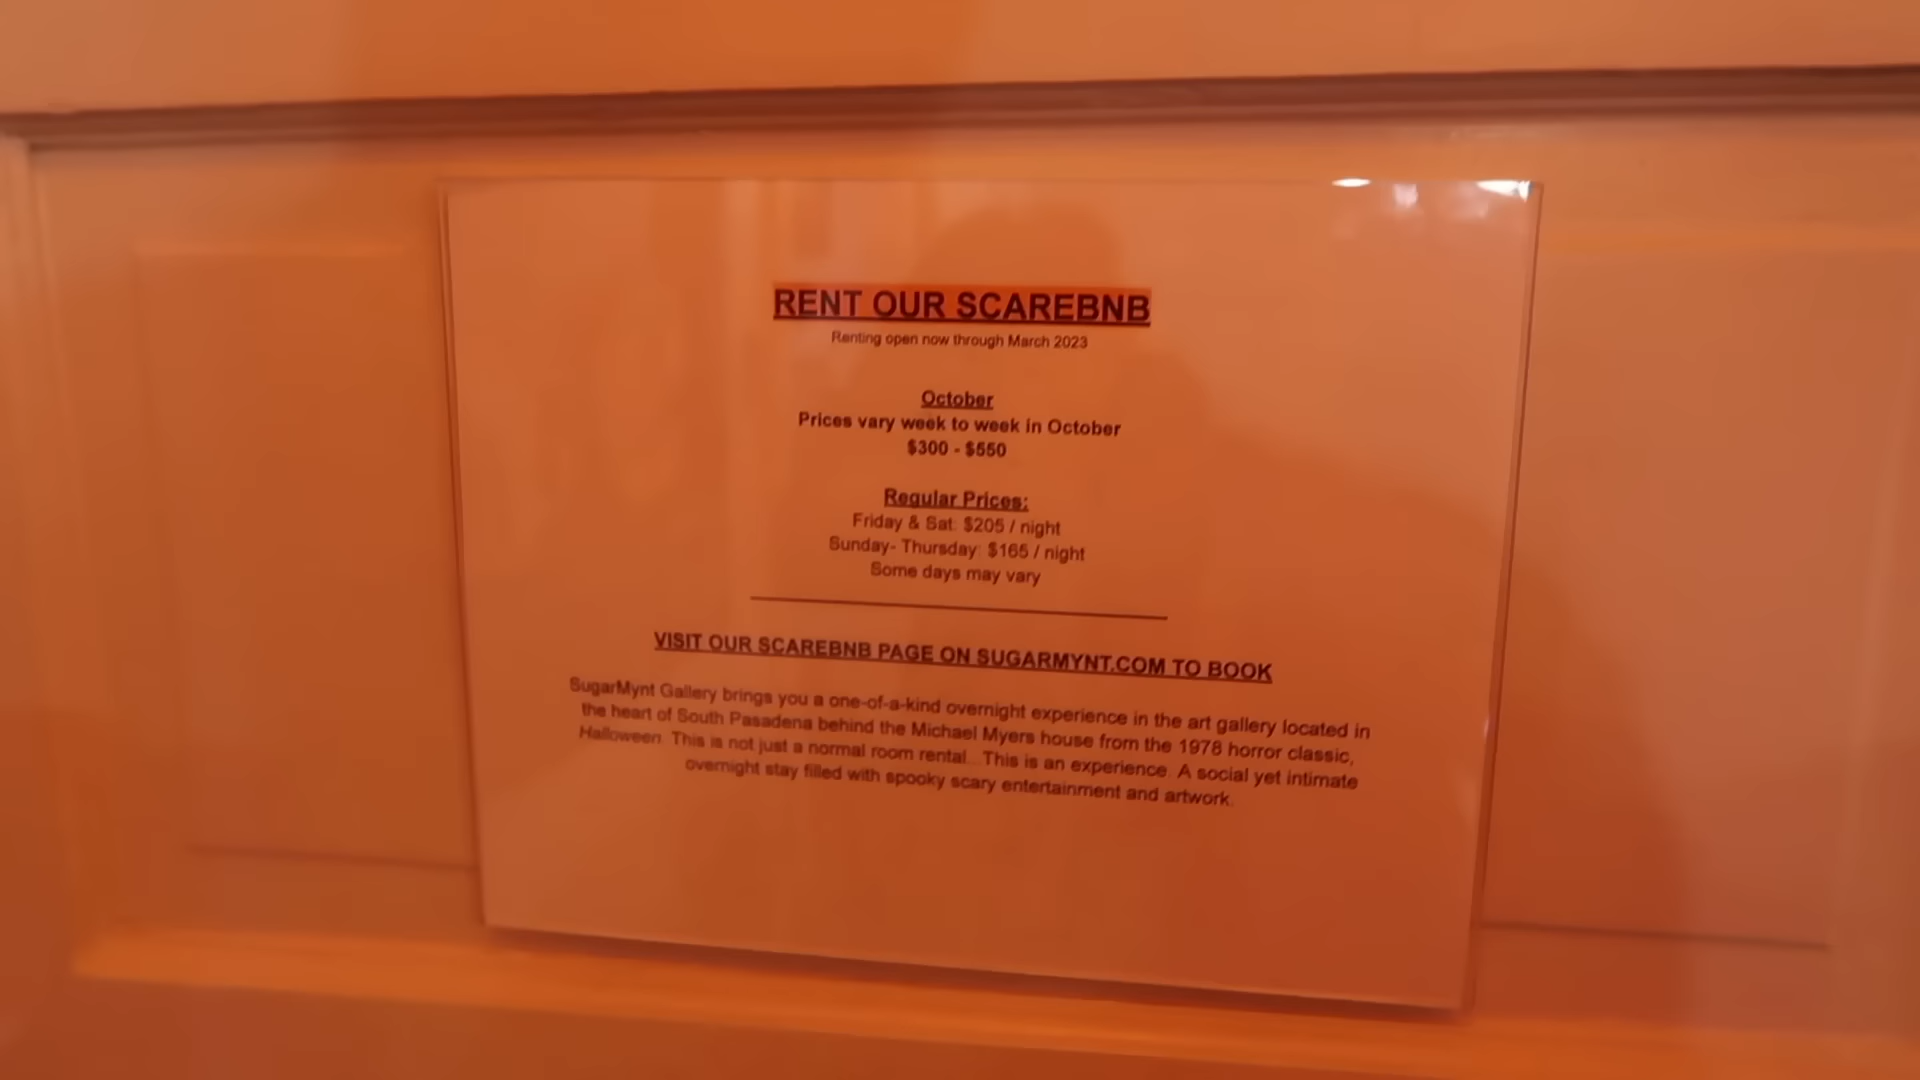 RENT OUR SCAREBNB
Renting open now through March 2023
October
Prices vary week to week in October
$300 - $550
Regular Prices:
Friday & Sat: $205 / night
Sunday- Thursday: $165 / night
Some days may vary
VISIT OUR SCAREBNB PAGE ON SUGARMYNT.COM TO BOOK
SugarMynt Gallery brings you a one-of-a-kind overnight experience in the art gallery located in
the heart of South Pasadena behind the Michael Myers house from the 1978 horror classic,
Halloween. This is not just a normal room rental. This is an experience. A social yet intimate
overnight stay filled with spooky scary entertainment and artwork.